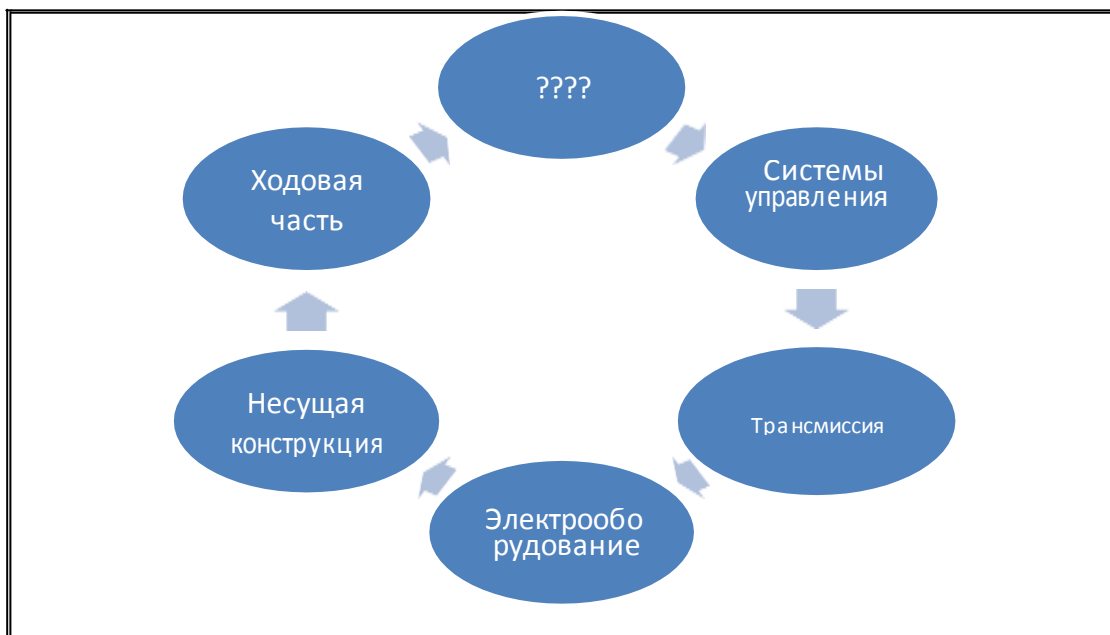 ????
Системы
управления
Трансмиссия
Электрообо
рудование
Несущая
конструкция
Ходовая
часть